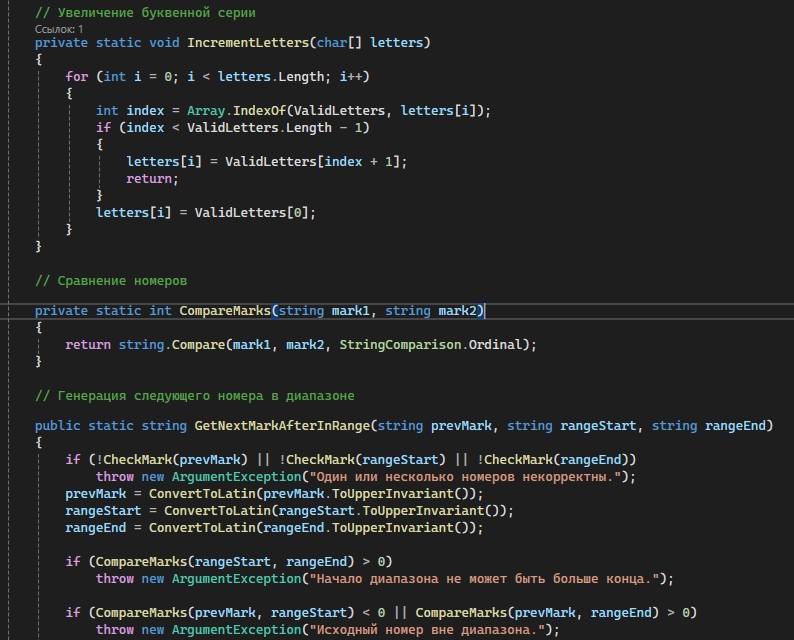 // Увеличение буквенной серии
Ссылок: 1
private static void IncrementLetters(char[] letters)
{
for (int i = 0; i < letters.Length; i++)
{
int index = Array.IndexOf(ValidLetters, letters[i]);
if (index < ValidLetters.Length - 1)
{
letters[i] = ValidLetters[index + 1];
return;
}
letters[i] = ValidLetters[0];
}
}
// Сравнение номеров
private static int CompareMarks(string mark1, string mark2)
{
return string.Compare(mark1, mark2, StringComparison.Ordinal);
}
// Генерация следующего номера в диапазоне
public static string GetNextMarkAfterInRange(string prevMark, string rangeStart, string rangeEnd)
{
if (!CheckMark(prevMark) || !CheckMark(rangeStart) || !CheckMark(rangeEnd))
throw new ArgumentException("Один или несколько номеров некорректны.");
prevMark = ConvertToLatin(prevMark.ToUpperInvariant());
rangeStart = ConvertToLatin(rangeStart.ToUpperInvariant());
rangeEnd = ConvertToLatin(rangeEnd.ToUpperInvariant());
if (CompareMarks(rangeStart, rangeEnd) > 0)
throw new ArgumentException("Начало диапазона не может быть больше конца.");
if (CompareMarks(prevMark, rangeStart) < 0 || CompareMarks(prevMark, rangeEnd) > 0)
throw new ArgumentException("Исходный номер вне диапазона.");